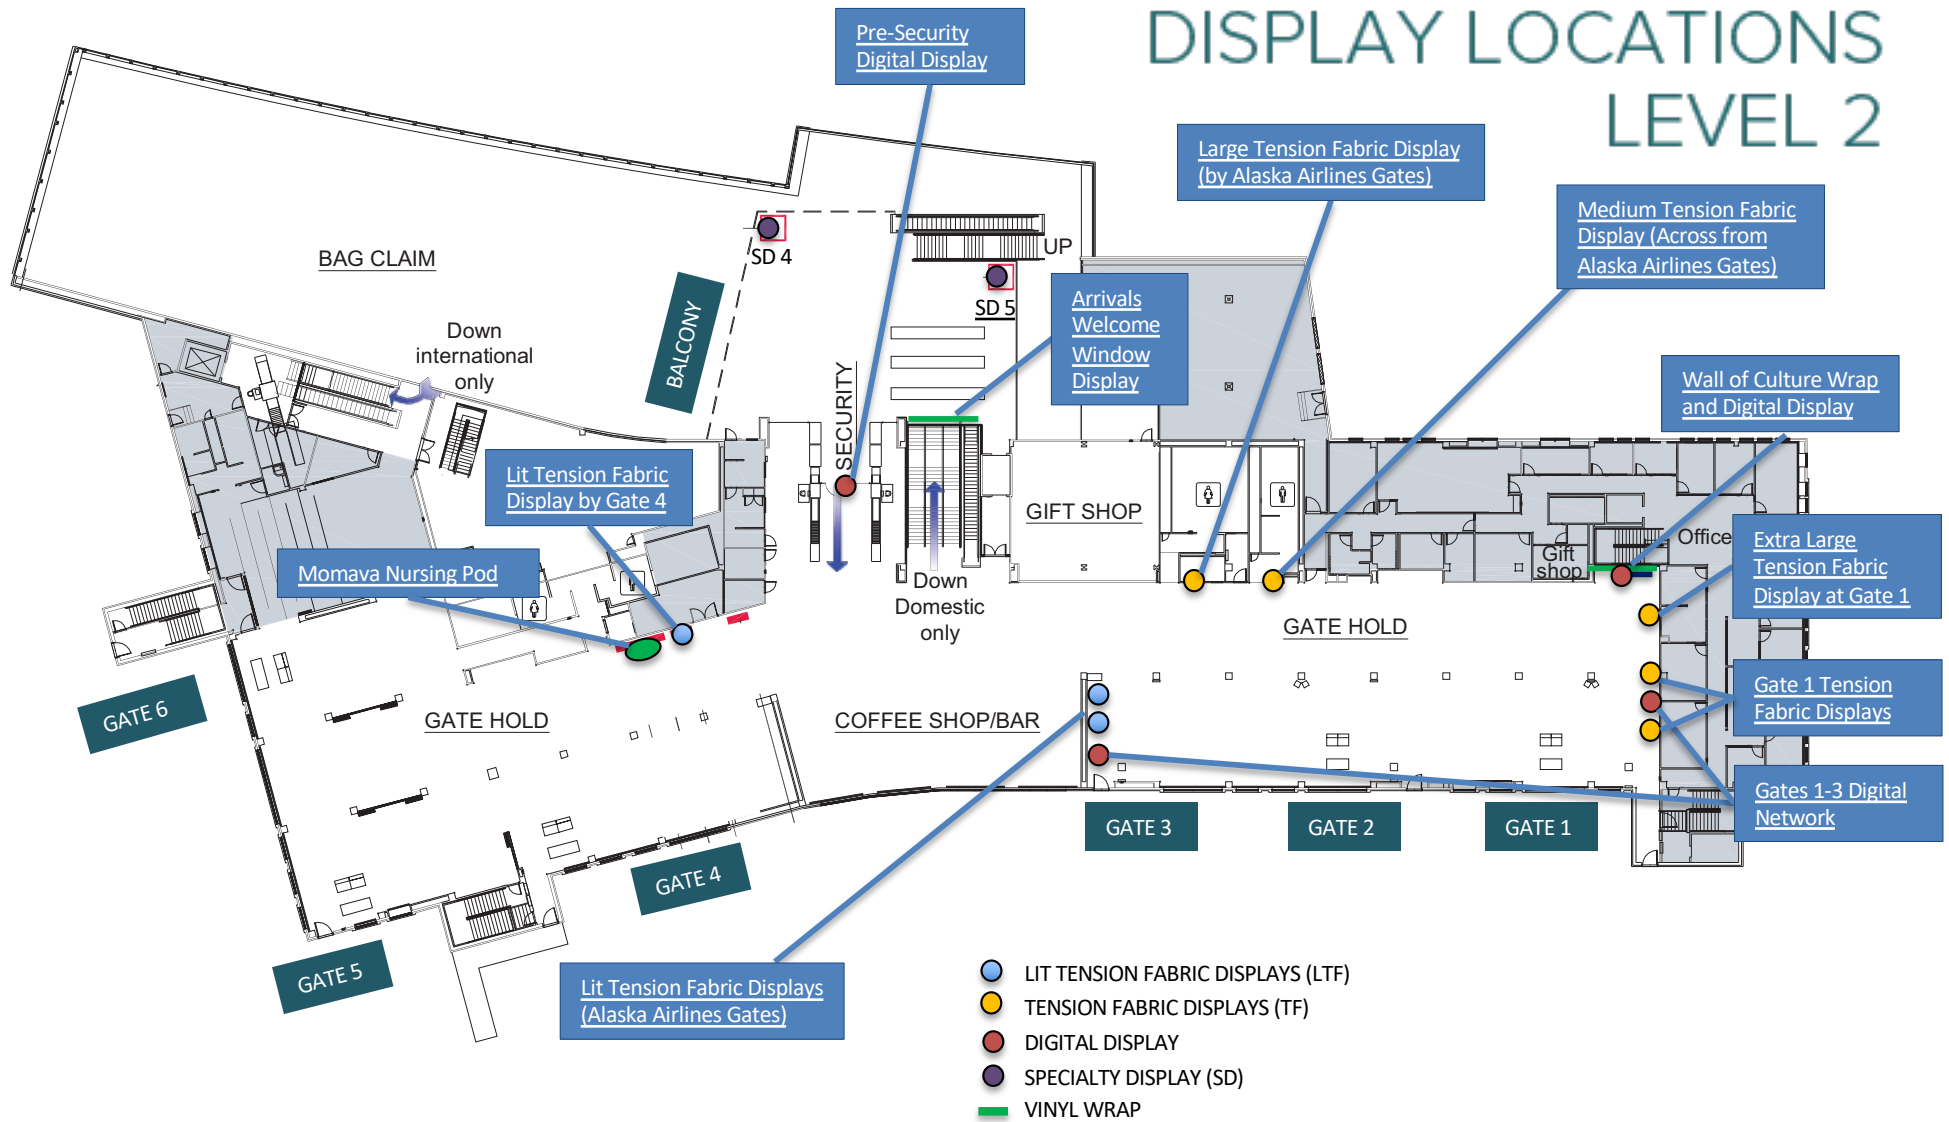 DISPLAY LOCATIONS
LEVEL 2
Pre-Security
Digital Display
Large Tension Fabric Display
(by Alaska Airlines Gates)
Medium Tension Fabric
Display (Across from
Alaska Airlines Gates)
BAG CLAIM
SD 4
UP
SD 5
BALCONY
Arrivals
Welcome
Window
Display
Down
international
only
SECURITY
Wall of Culture Wrap
and Digital Display
Lit Tension Fabric
Display by Gate 4
GIFT SHOP
Office
Gift
shop
Extra Large
Tension Fabric
Display at Gate 1
Momava Nursing Pod
Down
Domestic
only
GATE HOLD
Gate 1 Tension
Fabric Displays
GATE 6
GATE HOLD
COFFEE SHOP/BAR
Gates 1-3 Digital
Network
GATE 3
GATE 2
GATE 1
GATE 4
GATE 5
Lit Tension Fabric Displays
(Alaska Airlines Gates)
LIT TENSION FABRIC DISPLAYS (LTF)
TENSION FABRIC DISPLAYS (TF)
DIGITAL DISPLAY
SPECIALTY DISPLAY (SD)
VINYL WRAP